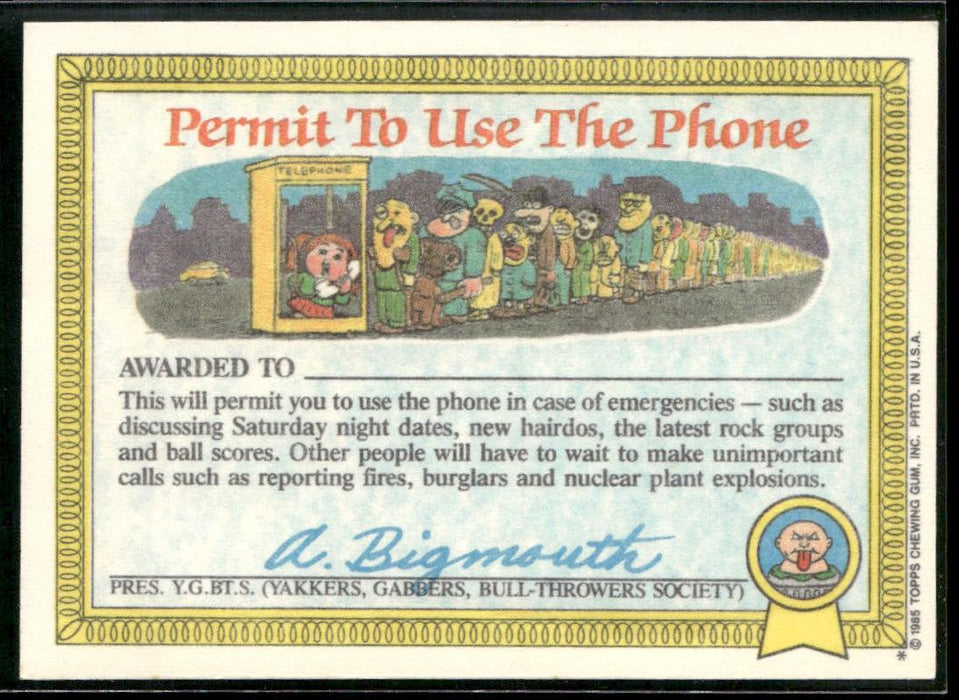 Permit To Use The Phone
TELEPHONE
AWARDED TO
This will permit you to use the phone in case of emergencies — such as
discussing Saturday night dates, new hairdos, the latest rock groups
and ball scores. Other people will have to wait to make unimportant
calls such as reporting fires, burglars and nuclear plant explosions.
A. Bigmouth
PRES. Y.G.BT.S. (YAKKERS, GABBERS, BULL-THROWERS SOCIETY)
* © 1985 TOPPS CHEWING GUM, INC. PRTD. IN U.S.A.